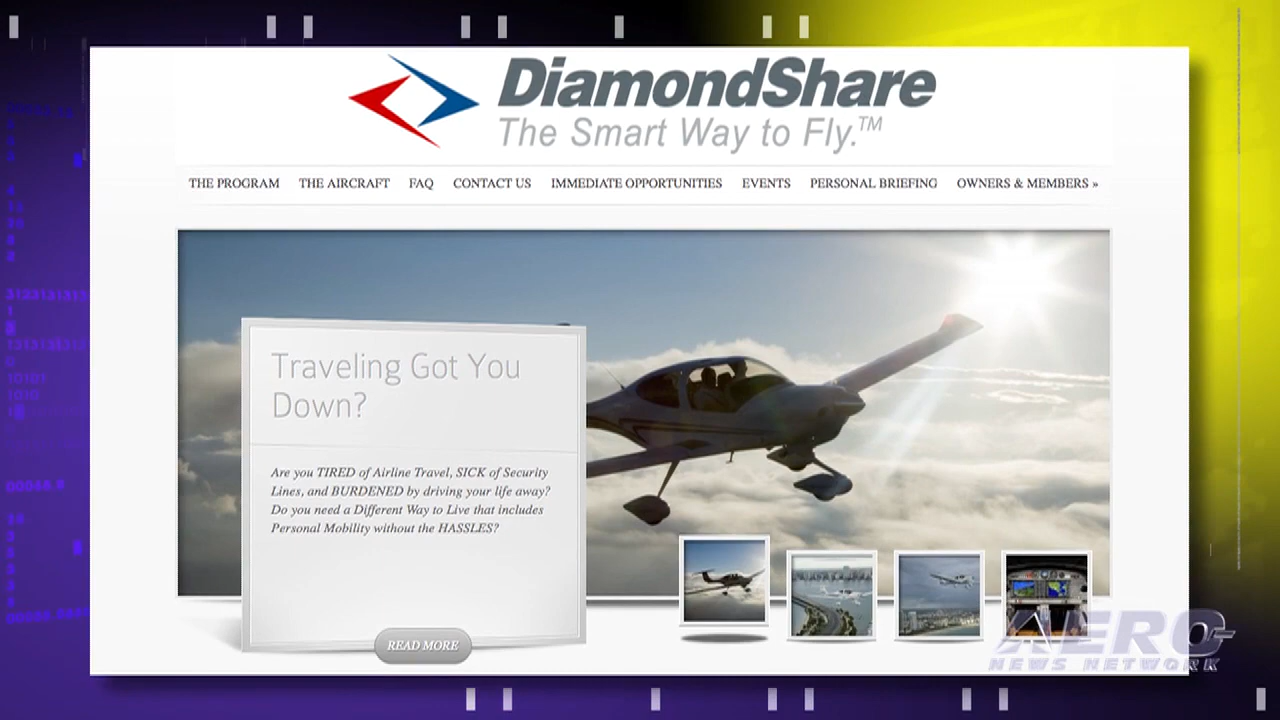 DiamondShare
The Smart Way to Fly.™
THE PROGRAM THE AIRCRAFT FAQ CONTACT US IMMEDIATE OPPORTUNITIES EVENTS PERSONAL BRIEFING OWNERS & MEMBERS »
Traveling Got You
Down?
Are you TIRED of Airline Travel, SICK of Security
Lines, and BURDENED by driving your life away?
Do you need a Different Way to Live that includes
Personal Mobility without the HASSLES?
READ MORE
AERO
NEWS NETWORK